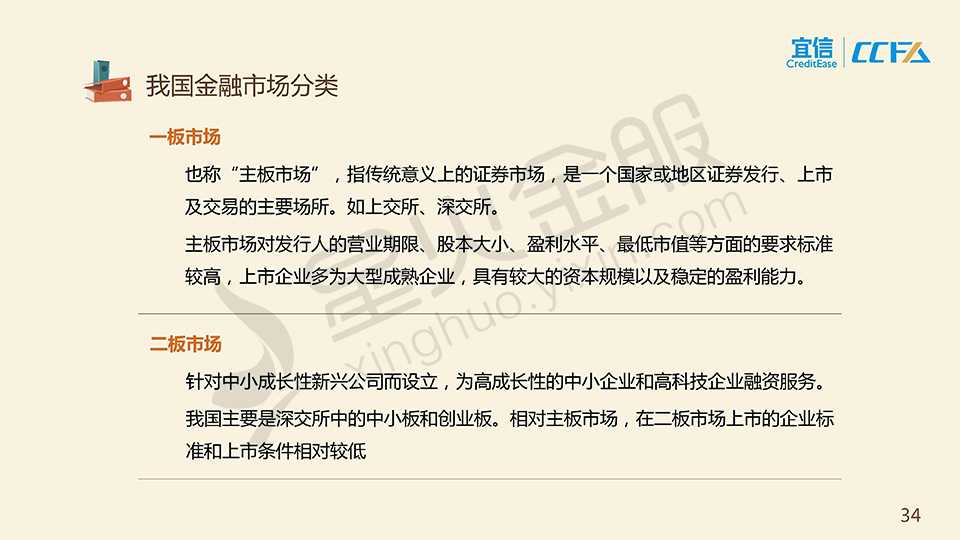 宜信
CreditEase
CCFA
我国金融市场分类
一板市场
也称“主板市场”，指传统意义上的证券市场，是一个国家或地区证券发行、上市
及交易的主要场所。如上交所、深交所。
主板市场对发行人的营业期限、股本大小、盈利水平、最低市值等方面的要求标准
较高，上市企业多为大型成熟企业，具有较大的资本规模以及稳定的盈利能力。
二板市场
针对中小成长性新兴公司而设立，为高成长性的中小企业和高科技企业融资服务。
我国主要是深交所中的中小板和创业板。相对主板市场，在二板市场上市的企业标
准和上市条件相对较低
星火金服
xinghuo.yixin.com
34